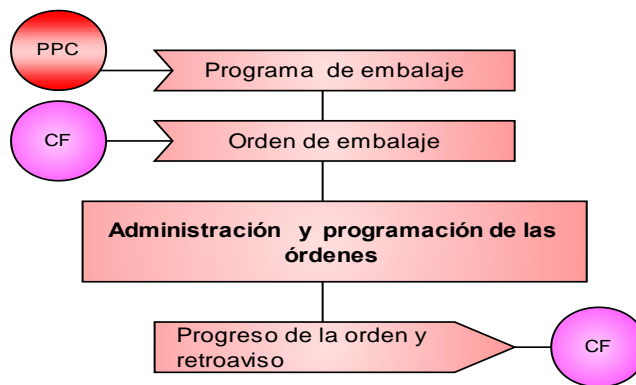 PPC
Programa de embalaje
CF
Orden de embalaje
Administración y programación de las
órdenes
Progreso de la orden y
retroaviso
CF